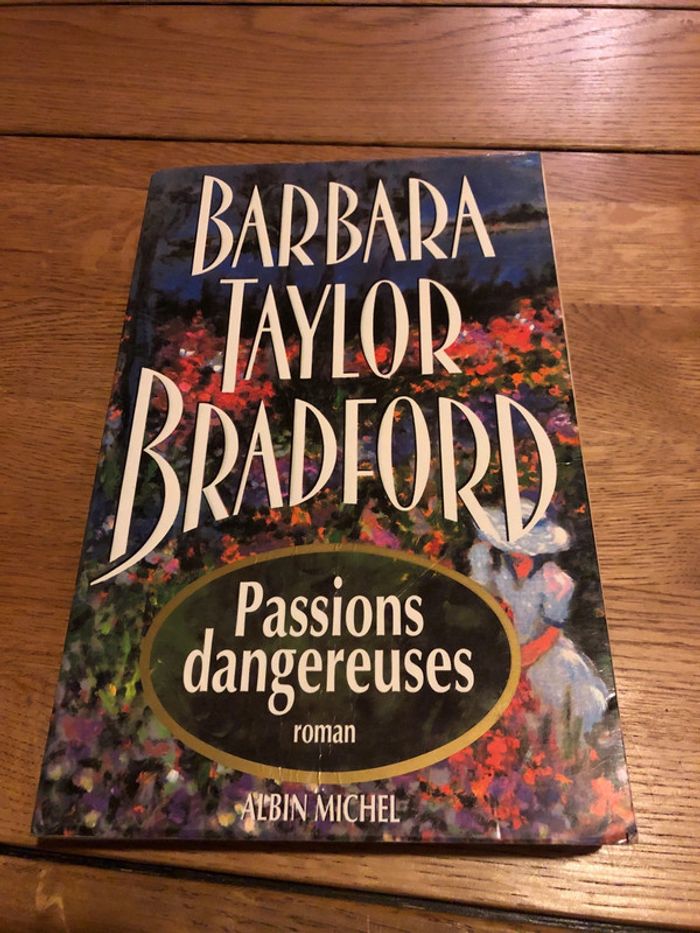 BARBARA
TAYLOR
BRADFORD
Passions
dangereuses
roman
ALBIN MICHEL